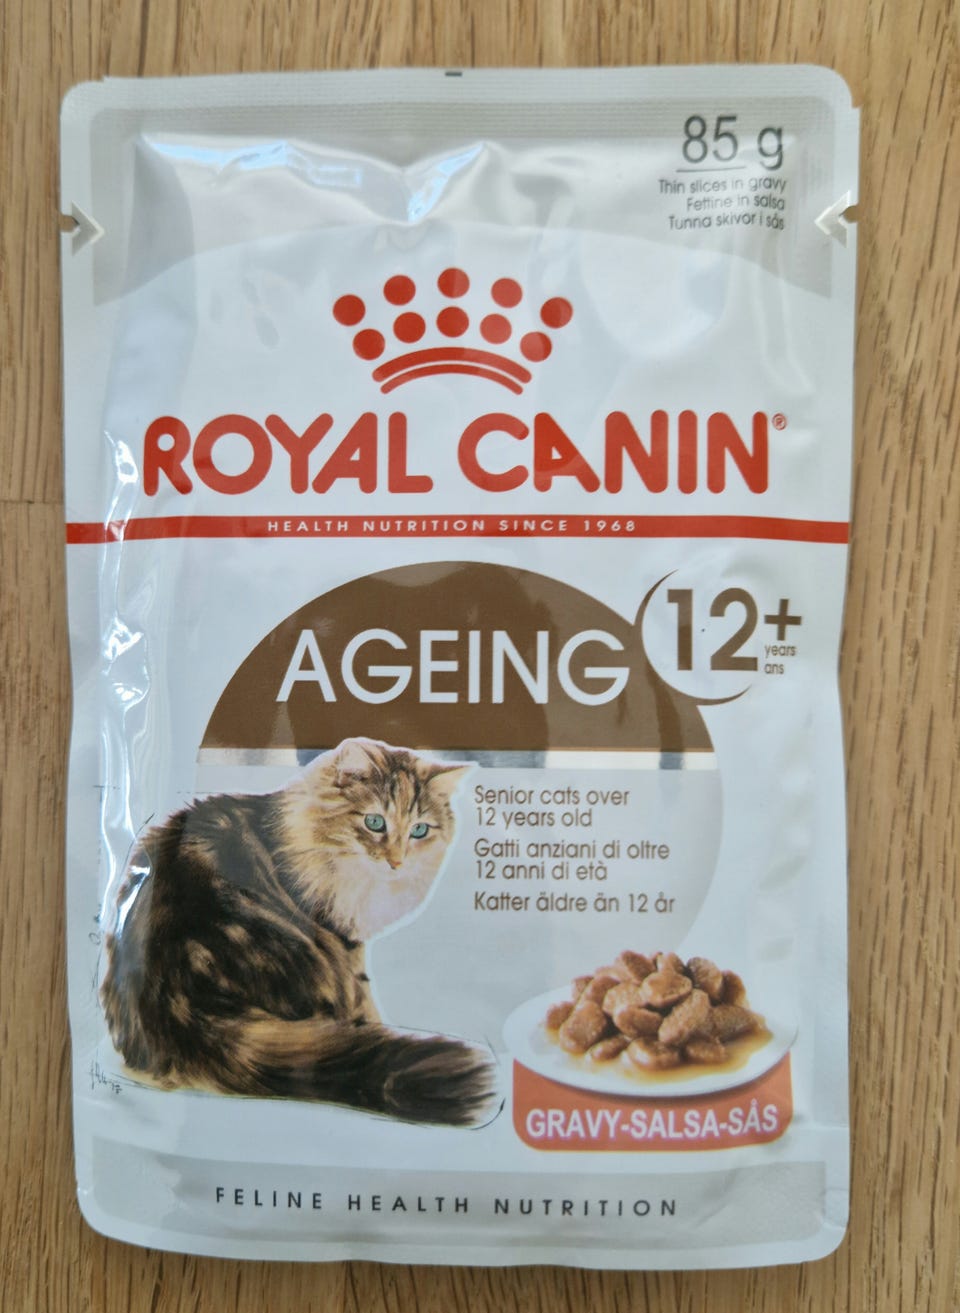 85 g
Thin slices in gravy
Fettine in salsa
Tunna skivor i sås
ROYAL CANIN®
HEALTH NUTRITION SINCE 1968
AGEING 12+
years
ans
Senior cats over
12 years old
Gatti anziani di oltre
12 anni di età
Katter äldre än 12 år
GRAVY-SALSA-SÅS
FELINE HEALTH NUTRITION